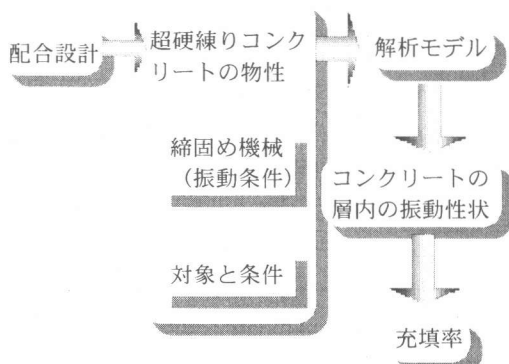 配合設計
超硬練りコンク
リートの物性
締固め機械
（振動条件）
対象と条件
解析モデル
コンクリートの
層内の振動性状
充填率